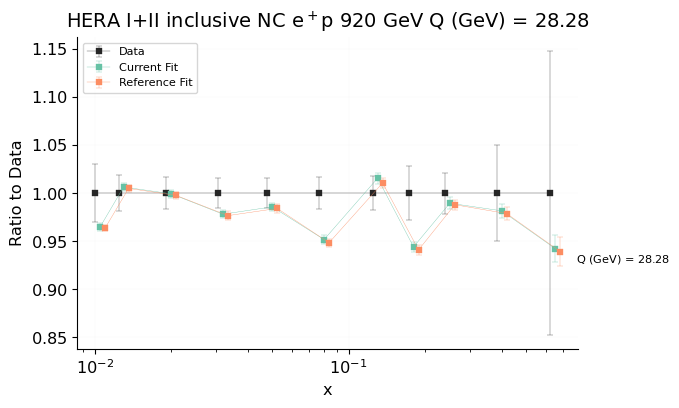 HERA I+II inclusive NC e⁺p 920 GeV Q (GeV) = 28.28
Data
Current Fit
Reference Fit
Ratio to Data
1.15
1.10
1.05
1.00
0.95
0.90
0.85
Q (GeV) = 28.28
10⁻²
10⁻¹
x